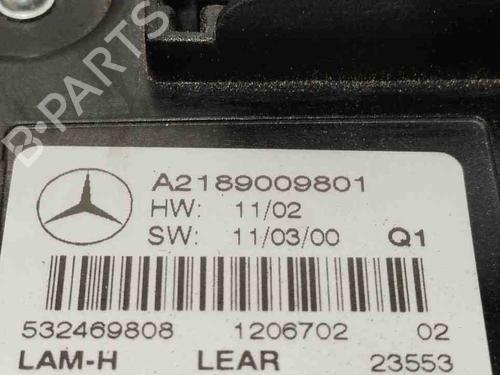 B·PARTS
A2189009801
HW: 11/02
SW: 11/03/00 Q1
532469808 1206702 02
LAM-H LEAR 23553